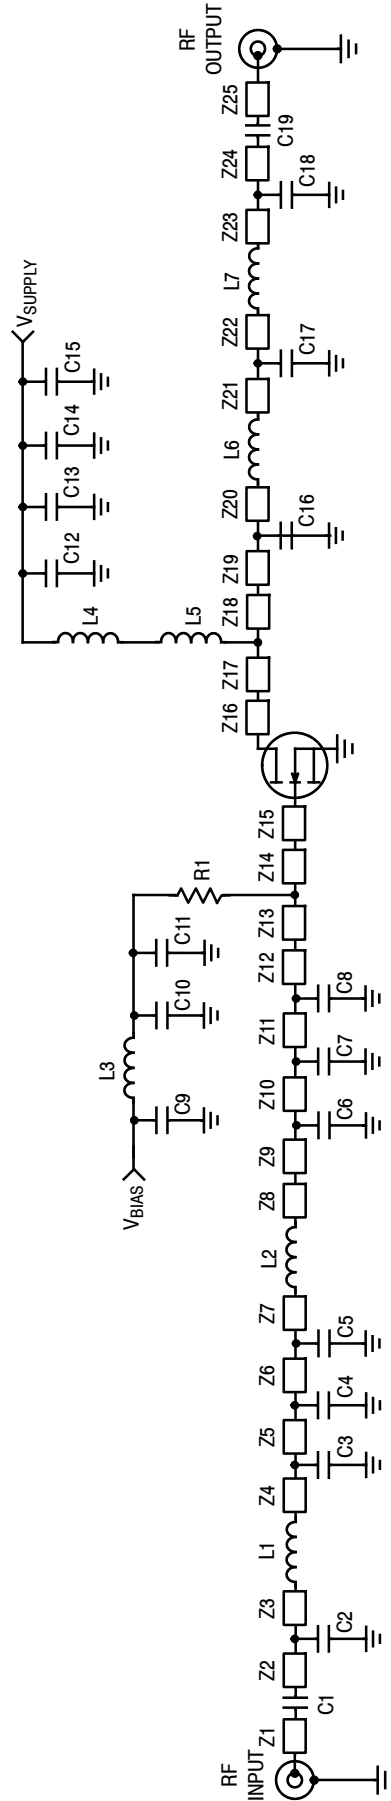 RF
INPUT
Z1
C1
Z2
C2
Z3
L1
Z4
C3
Z5
C4
Z6
C5
Z7
L2
Z8
Z9
C6
Z10
C7
Z11
C8
Z12
Z13
Z14
Z15
VBIAS
C9
L3
C10
C11
R1
Z16
Z17
L5
L4
C12
C13
C14
C15
VSUPPLY
Z18
Z19
C16
Z20
L6
Z21
C17
Z22
L7
Z23
C18
Z24
C19
Z25
RF
OUTPUT